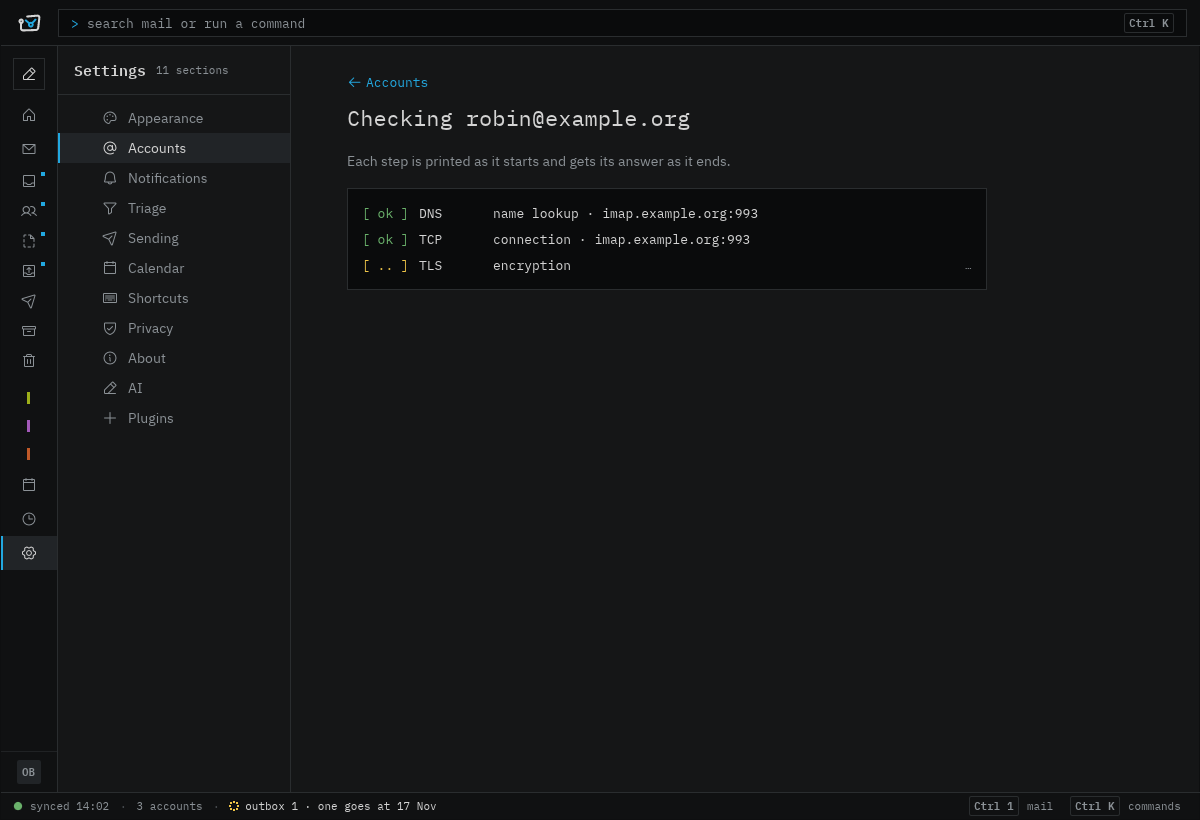 > search mail or run a command Ctrl K
Settings 11 sections
Appearance
Accounts
Notifications
Triage
Sending
Calendar
Shortcuts
Privacy
About
AI
Plugins
← Accounts
Checking robin@example.org
Each step is printed as it starts and gets its answer as it ends.
[ ok ] DNS name lookup · imap.example.org:993
[ ok ] TCP connection · imap.example.org:993
[ .. ] TLS encryption …
OB
synced 14:02 · 3 accounts · outbox 1 · one goes at 17 Nov Ctrl 1 mail Ctrl K commands